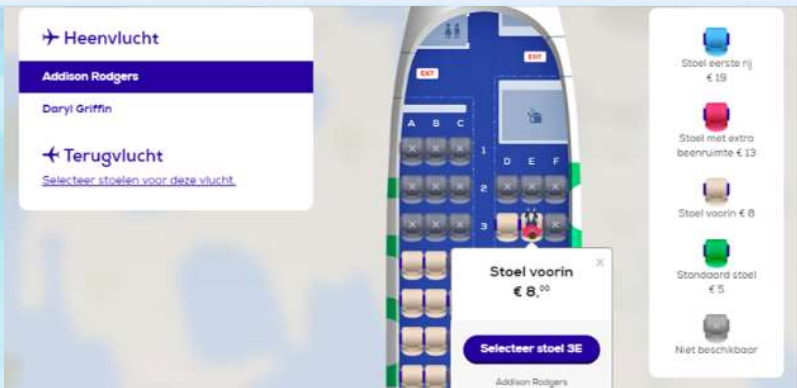 Heenvlucht
Addison Rodgers
Daryl Griffin
Terugvlucht
Selecteer stoelen voor deze vlucht.
EXIT
EXIT
A B C
1
D E F
2
3
Stoel voorin
€ 8,00
Selecteer stoel 3E
Addison Rodgers
Stoel eerste rij
€ 19
Stoel met extra
beenruimte € 13
Stoel voorin € 8
Standaard stoel
€ 5
Niet beschikbaar